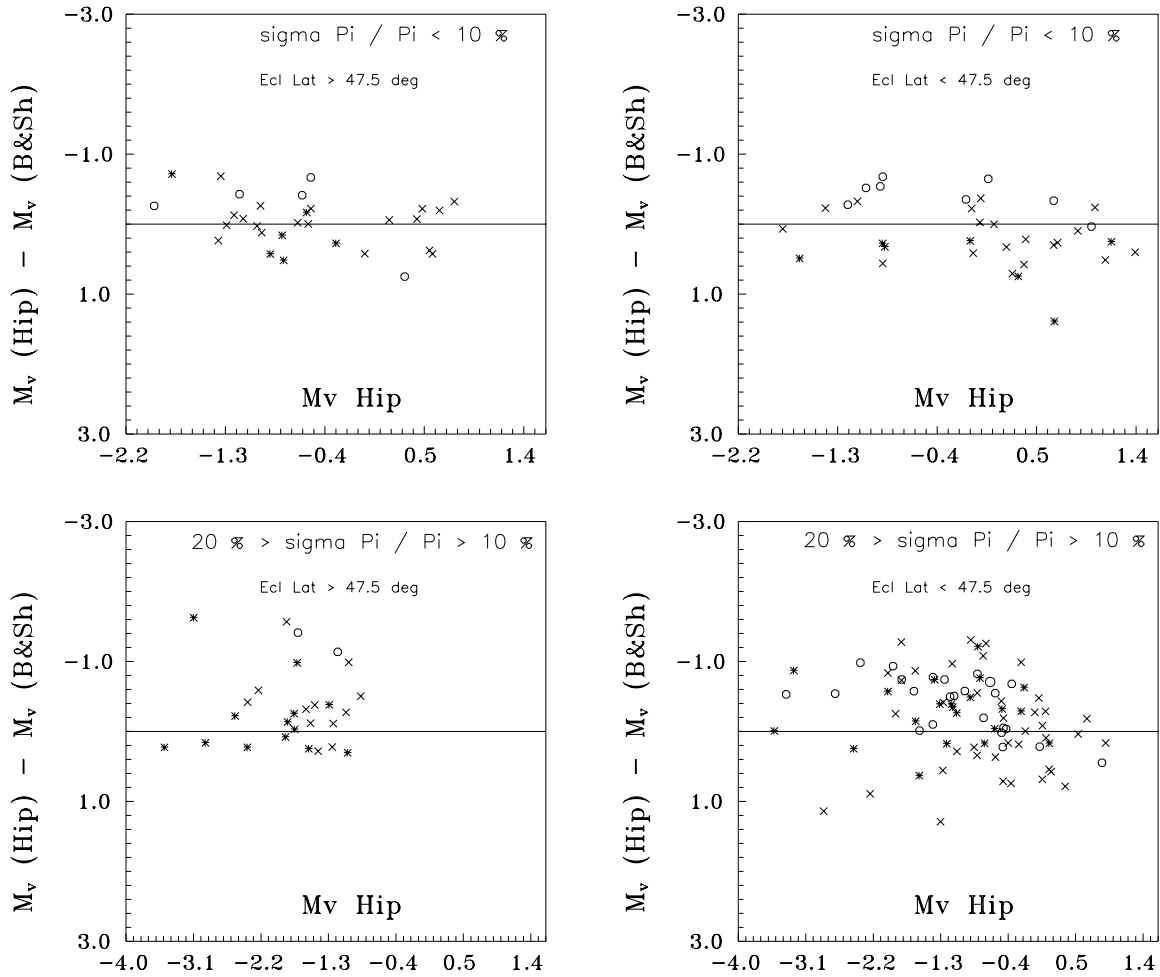 −3.0
−1.0
1.0
3.0
M_v (Hip) − M_v (B&Sh)
sigma Pi / Pi < 10 %
Ecl Lat > 47.5 deg
Mv Hip
−2.2 −1.3 −0.4 0.5 1.4
−3.0
−1.0
1.0
3.0
M_v (Hip) − M_v (B&Sh)
sigma Pi / Pi < 10 %
Ecl Lat < 47.5 deg
Mv Hip
−2.2 −1.3 −0.4 0.5 1.4
−3.0
−1.0
1.0
3.0
M_v (Hip) − M_v (B&Sh)
20 % > sigma Pi / Pi > 10 %
Ecl Lat > 47.5 deg
Mv Hip
−4.0 −3.1 −2.2 −1.3 −0.4 0.5 1.4
−3.0
−1.0
1.0
3.0
M_v (Hip) − M_v (B&Sh)
20 % > sigma Pi / Pi > 10 %
Ecl Lat < 47.5 deg
Mv Hip
−4.0 −3.1 −2.2 −1.3 −0.4 0.5 1.4